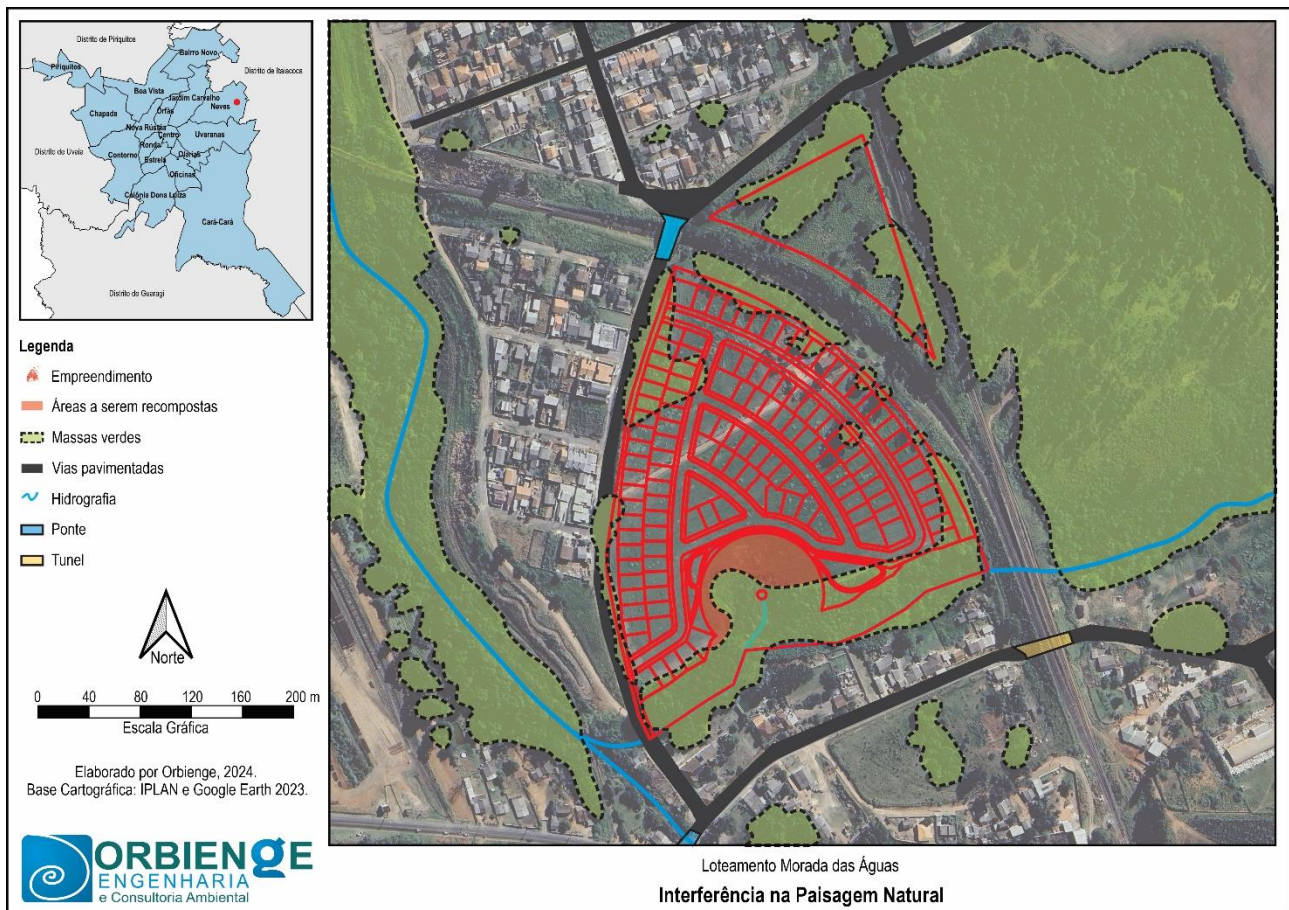 Distrito de Piriquitos
Bairro Novo
Distrito de Itaiacoca
Piriquitos
Boa Vista
Jardim Carvalho
Neves
Chapada
Órfãs
Nova Rússia
Centro
Uvaranas
Distrito de Uvaia
Ronda
Contorno
Estrela
Olarias
Oficinas
Colônia Dona Luiza
Cará-Cará
Distrito de Guaragi
Legenda
Empreendimento
Áreas a serem recompostas
Massas verdes
Vias pavimentadas
Hidrografia
Ponte
Tunel
Norte
0 40 80 120 160 200 m
Escala Gráfica
Elaborado por Orbienge, 2024.
Base Cartográfica: IPLAN e Google Earth 2023.
ORBIENGE
ENGENHARIA
e Consultoria Ambiental
Loteamento Morada das Águas
Interferência na Paisagem Natural